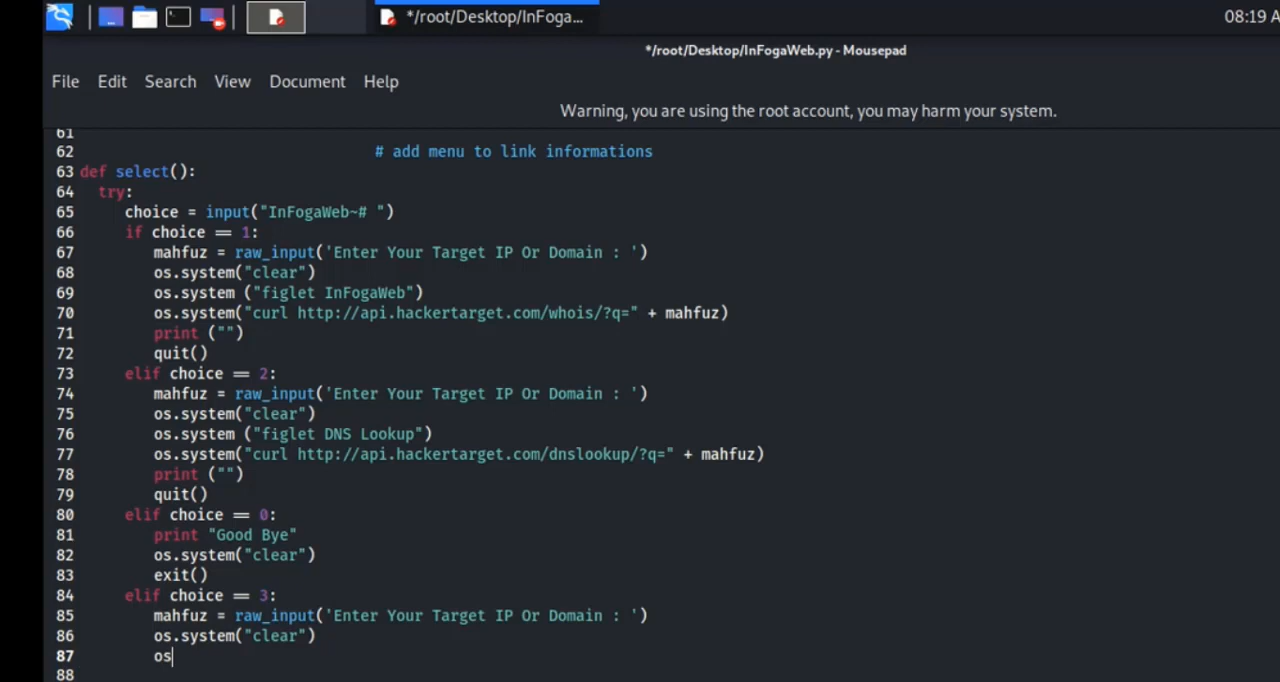 */root/Desktop/InFoga...
08:19 A
*/root/Desktop/InFogaWeb.py - Mousepad
File Edit Search View Document Help
Warning, you are using the root account, you may harm your system.
61
62 # add menu to link informations
63 def select():
64 try:
65 choice = input("InFogaWeb~# ")
66 if choice == 1:
67 mahfuz = raw_input('Enter Your Target IP Or Domain : ')
68 os.system("clear")
69 os.system ("figlet InFogaWeb")
70 os.system("curl http://api.hackertarget.com/whois/?q=" + mahfuz)
71 print ("")
72 quit()
73 elif choice == 2:
74 mahfuz = raw_input('Enter Your Target IP Or Domain : ')
75 os.system("clear")
76 os.system ("figlet DNS Lookup")
77 os.system("curl http://api.hackertarget.com/dnslookup/?q=" + mahfuz)
78 print ("")
79 quit()
80 elif choice == 0:
81 print "Good Bye"
82 os.system("clear")
83 exit()
84 elif choice == 3:
85 mahfuz = raw_input('Enter Your Target IP Or Domain : ')
86 os.system("clear")
87 os
88